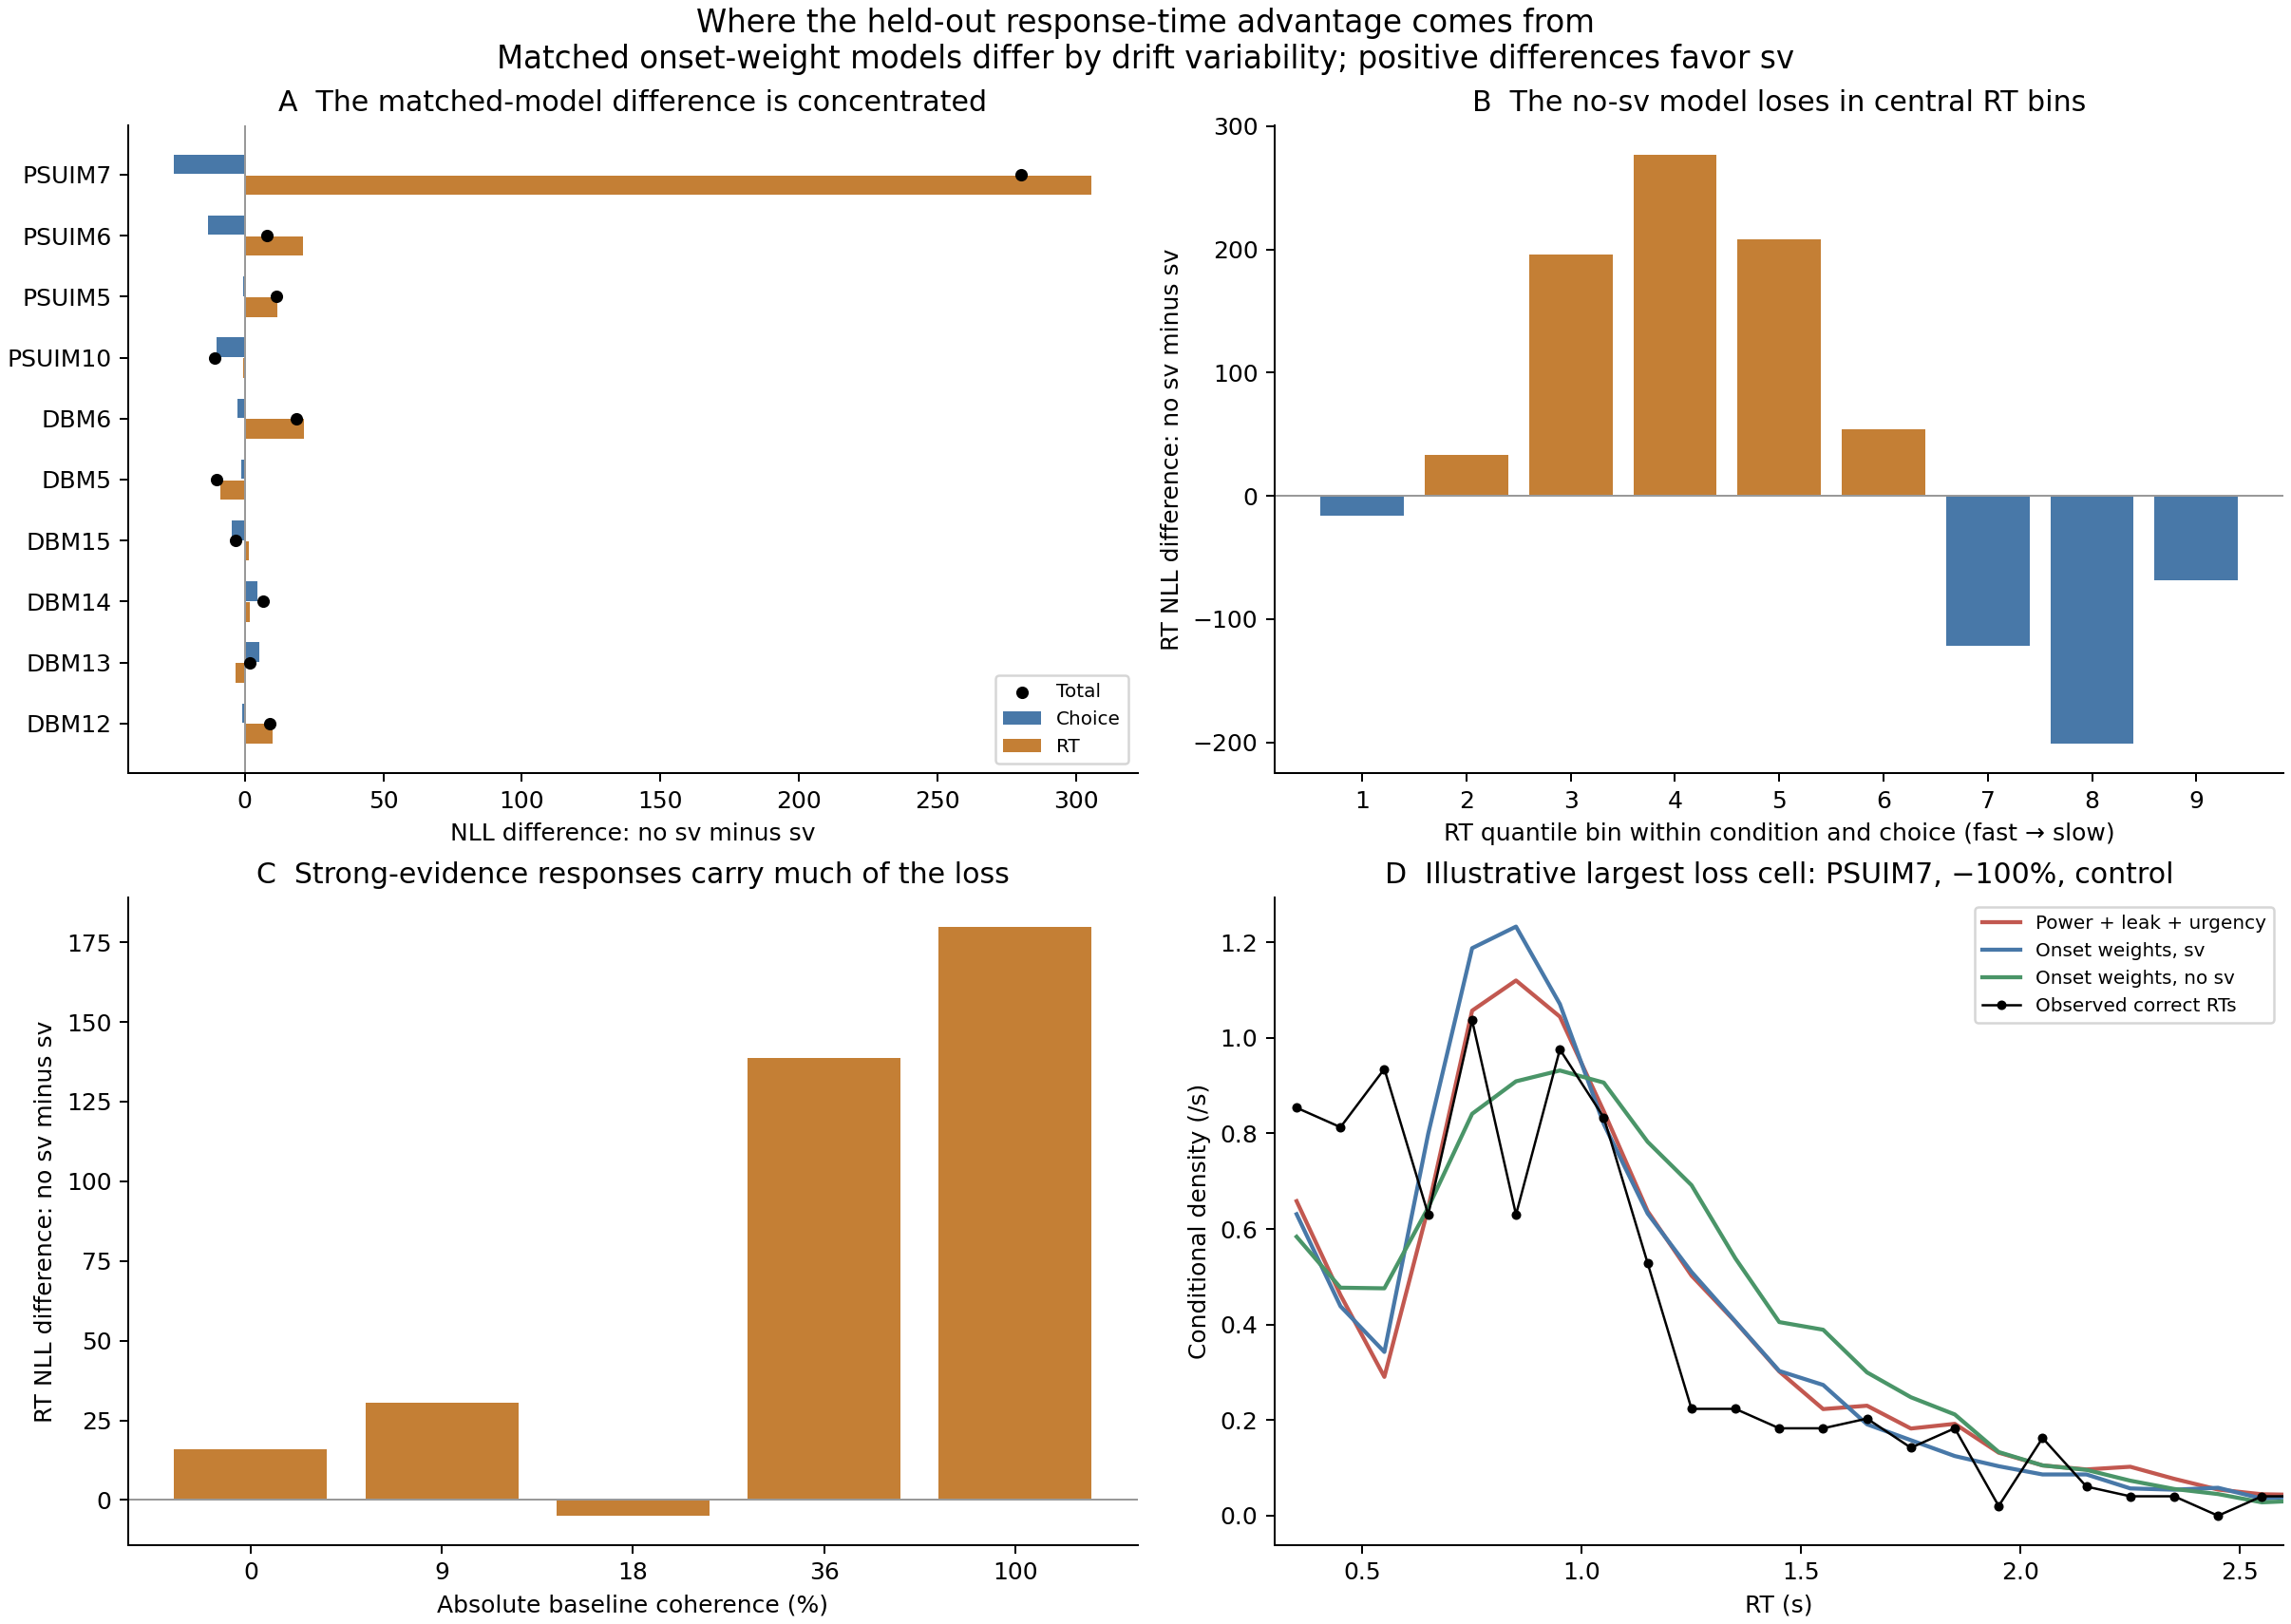 Where the held-out response-time advantage comes from
Matched onset-weight models differ by drift variability; positive differences favor sv
A The matched-model difference is concentrated
PSUIM7
PSUIM6
PSUIM5
PSUIM10
DBM6
DBM5
DBM15
DBM14
DBM13
DBM12
Total
Choice
RT
0 50 100 150 200 250 300
NLL difference: no sv minus sv
B The no-sv model loses in central RT bins
RT NLL difference: no sv minus sv
300
200
100
0
−100
−200
1 2 3 4 5 6 7 8 9
RT quantile bin within condition and choice (fast → slow)
C Strong-evidence responses carry much of the loss
RT NLL difference: no sv minus sv
175
150
125
100
75
50
25
0
0 9 18 36 100
Absolute baseline coherence (%)
D Illustrative largest loss cell: PSUIM7, −100%, control
Conditional density (/s)
1.2
1.0
0.8
0.6
0.4
0.2
0.0
Power + leak + urgency
Onset weights, sv
Onset weights, no sv
Observed correct RTs
0.5 1.0 1.5 2.0 2.5
RT (s)